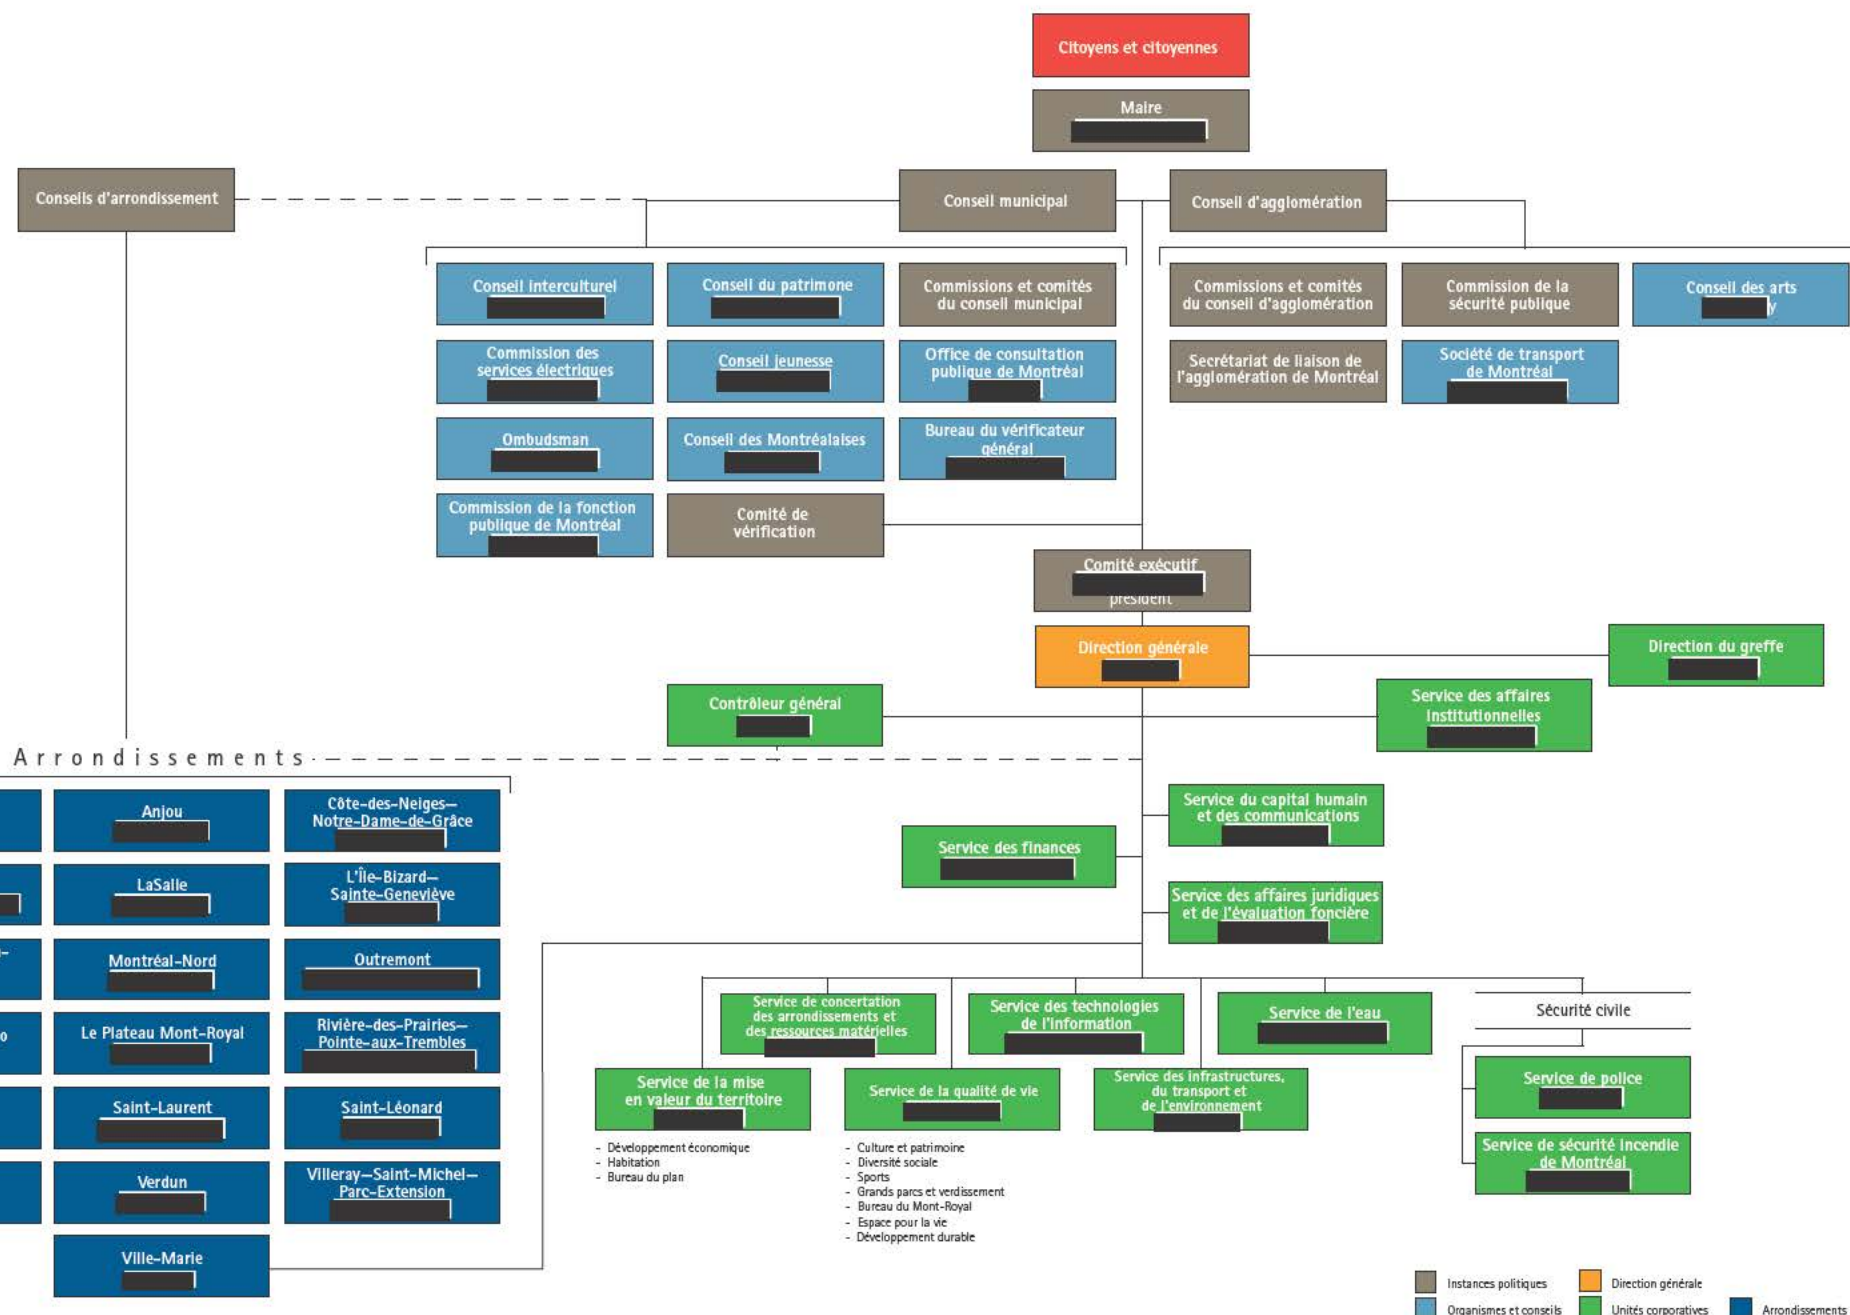 Citoyens et citoyennes
Maire
Conseils d'arrondissement
Conseil municipal
Conseil d'agglomération
Conseil interculturel
Conseil du patrimone
Commissions et comités
du conseil municipal
Commissions et comités
du conseil d'agglomération
Commission de la
sécurité publique
Conseil des arts
y
Commission des
services électriques
Conseil jeunesse
Office de consultation
publique de Montréal
Secrétariat de liaison de
l'agglomération de Montréal
Société de transport
de Montréal
Ombudsman
Conseil des Montréalaises
Bureau du vérificateur
général
Commission de la fonction
publique de Montréal
Comité de
vérification
Comité exécutif
président
Direction générale
Direction du greffe
Contrôleur général
Service des affaires
institutionnelles
Arrondissements
Anjou
Côte-des-Neiges—
Notre-Dame-de-Grâce
Service du capital humain
et des communications
Service des finances
LaSalle
L'Île-Bizard—
Sainte-Geneviève
Service des affaires juridiques
et de l'évaluation foncière
Montréal-Nord
Outremont
Service de concertation
des arrondissements et
des ressources matérielles
Service des technologies
de l'information
Service de l'eau
Sécurité civile
o
Le Plateau Mont-Royal
Rivière-des-Prairies—
Pointe-aux-Trembles
Service de la mise
en valeur du territoire
Service de la qualité de vie
Service des infrastructures,
du transport et
de l'environnement
Service de police
Saint-Laurent
Saint-Léonard
- Développement économique
- Habitation
- Bureau du plan
- Culture et patrimoine
- Diversité sociale
- Sports
- Grands parcs et verdissement
- Bureau du Mont-Royal
- Espace pour la vie
- Développement durable
Service de sécurité incendie
de Montréal
Verdun
Villeray—Saint-Michel—
Parc-Extension
Ville-Marie
Instances politiques
Direction générale
Organismes et conseils
Unités corporatives
Arrondissements